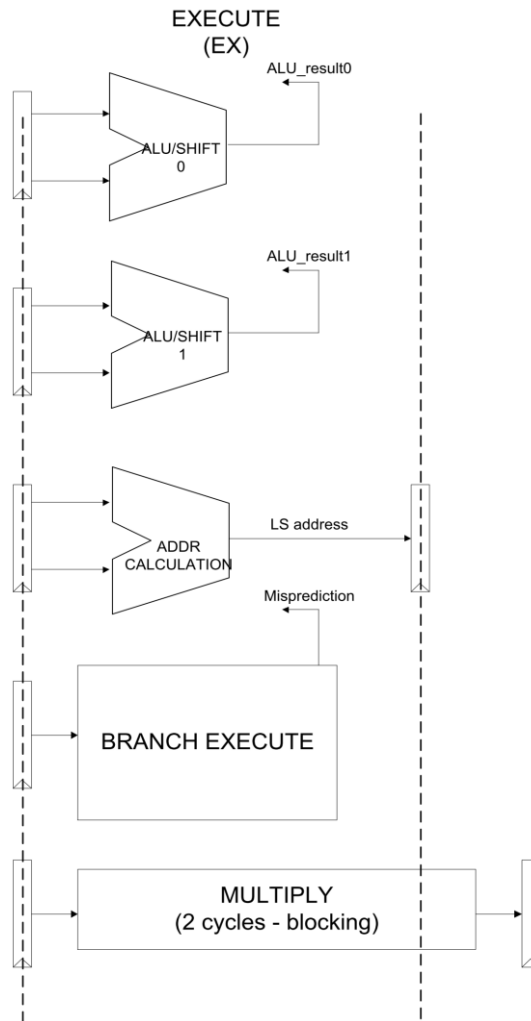 EXECUTE
(EX)
ALU_result0
ALU/SHIFT
0
ALU_result1
ALU/SHIFT
1
LS address
ADDR
CALCULATION
Misprediction
BRANCH EXECUTE
MULTIPLY
(2 cycles - blocking)